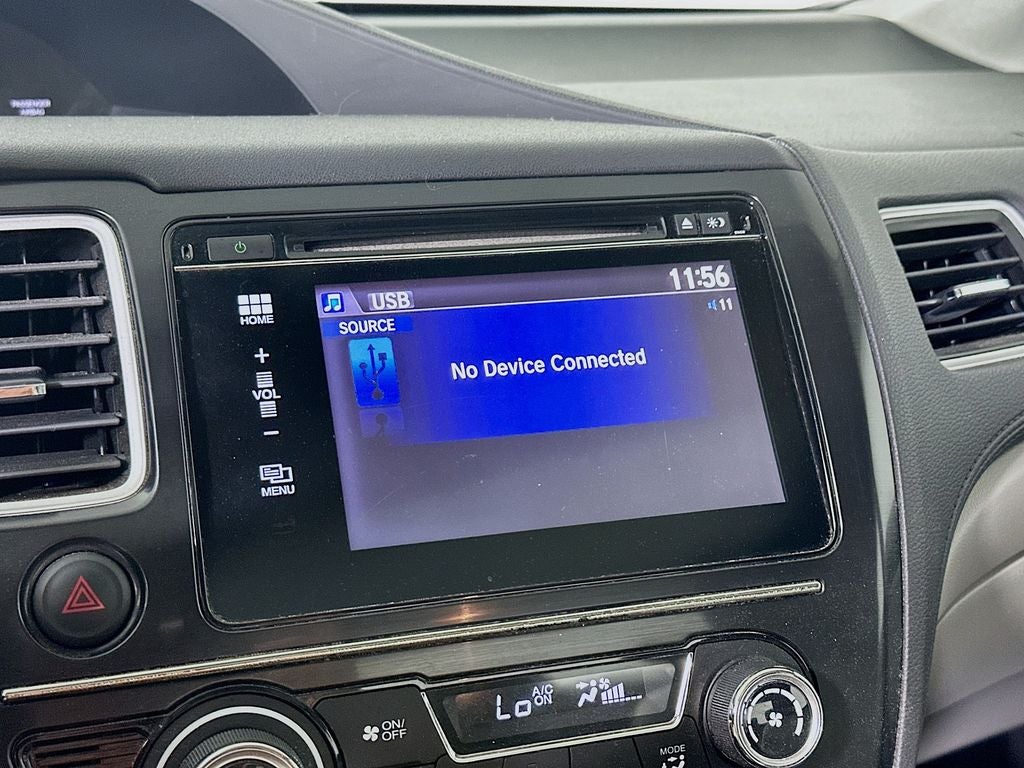 PASSENGER
AIRBAG
11:56
USB
11
SOURCE
No Device Connected
HOME
+
VOL
−
MENU
Lo A/C ON
ON/
OFF
MODE